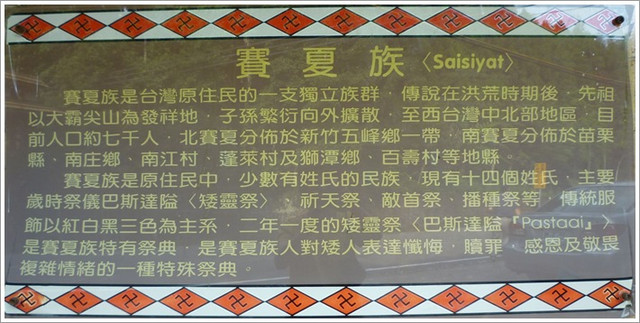 賽夏族〈Saisiyat〉
賽夏族是台灣原住民的一支獨立族群，傳說在洪荒時期後，先祖
以大霸尖山為發祥地，子孫繁衍向外擴散，至西台灣中北部地區，目
前人口約七千人，北賽夏分佈於新竹五峰鄉一帶，南賽夏分佈於苗栗
縣、南庄鄉、南江村、蓬萊村及獅潭鄉、百壽村等地縣。
賽夏族是原住民中，少數有姓氏的民族，現有十四個姓氏，主要
歲時祭儀巴斯達隘〈矮靈祭〉、祈天祭、敵首祭、播種祭等，傳統服
飾以紅白黑三色為主系，二年一度的矮靈祭〈巴斯達隘『Pastaai』〉
是賽夏族特有祭典，是賽夏族人對矮人表達懺悔，贖罪，感恩及敬畏
複雜情緒的一種特殊祭典。